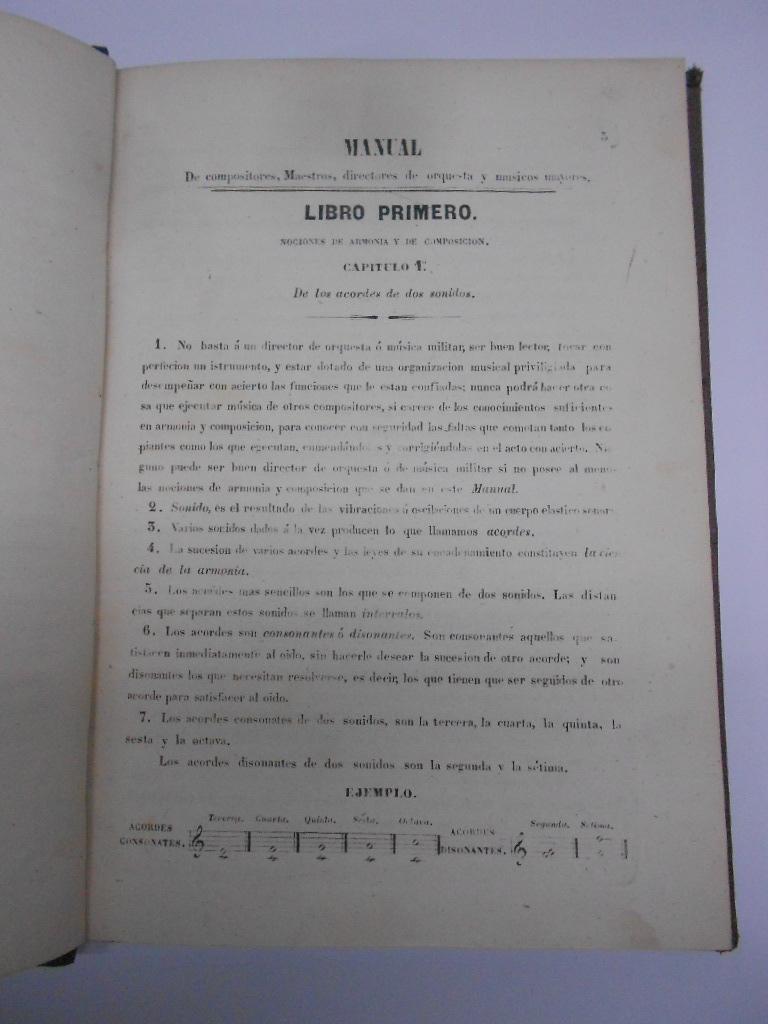 5
MANUAL
De compositores, Maestros, directores de orquesta y musicos mayores.
LIBRO PRIMERO.
NOCIONES DE ARMONIA Y DE COMPOSICION.
CAPITULO 1.º
De los acordes de dos sonidos.
1. No basta á un director de orquesta ó música militar, ser buen lector, tocar con
perfecion un istrumento, y estar dotado de una organizacion musical priviligiada para
desempeñar con acierto las funciones que le estan confiadas; nunca podrá hacer otra co
sa que ejecutar música de otros compositores, si carece de los conocimientos suficientes
en armonia y composicion, para conocer con seguridad las faltas que cometan tanto los co
piantes como los que egecutan, enmendándolas y corrigiéndolas en el acto con acierto. Nin
guno puede ser buen director de orquesta ó de música militar si no posee al menos
las nociones de armonia y composicion que se dan en este Manual.
2. Sonido, es el resultado de las vibraciones ú oscilaciones de un cuerpo elastico sonoro.
3. Varios sonidos dados á la vez producen lo que llamamos acordes.
4. La sucesion de varios acordes y las leyes de su encadenamiento constituyen la cien
cia de la armonia.
5. Los acordes mas sencillos son los que se componen de dos sonidos. Las distan
cias que separan estos sonidos se llaman intervalos.
6. Los acordes son consonantes ó disonantes. Son consonantes aquellos que sa-
tisfacen inmediatamente al oido, sin hacerle desear la sucesion de otro acorde; y son
disonantes los que necesitan resolverse, es decir, los que tienen que ser seguidos de otro
acorde para satisfacer al oido.
7. Los acordes consonates de dos sonidos, son la tercera, la cuarta, la quinta, la
sesta y la octava.
Los acordes disonantes de dos sonidos son la segunda y la sétima.
EJEMPLO.
Tercera. Cuarta. Quinta. Sesta. Octava. Segunda. Setima.
ACORDES CONSONATES. ACORDES DISONANTES.